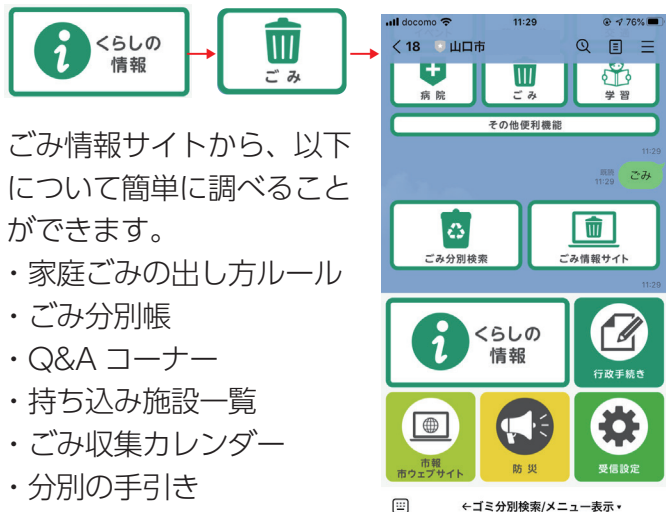 くらしの
情報
ごみ
ごみ情報サイトから、以下
について簡単に調べること
ができます。
・家庭ごみの出し方ルール
・ごみ分別帳
・Q&A コーナー
・持ち込み施設一覧
・ごみ収集カレンダー
・分別の手引き
docomo 11:29 76%
18 山口市
病院 ごみ 学習
その他便利機能
11:29
既読
11:29 ごみ
ごみ分別検索 ごみ情報サイト
11:29
くらしの
情報
行政手続き
市報
市ウェブサイト
防災
受信設定
←ゴミ分別検索/メニュー表示▾